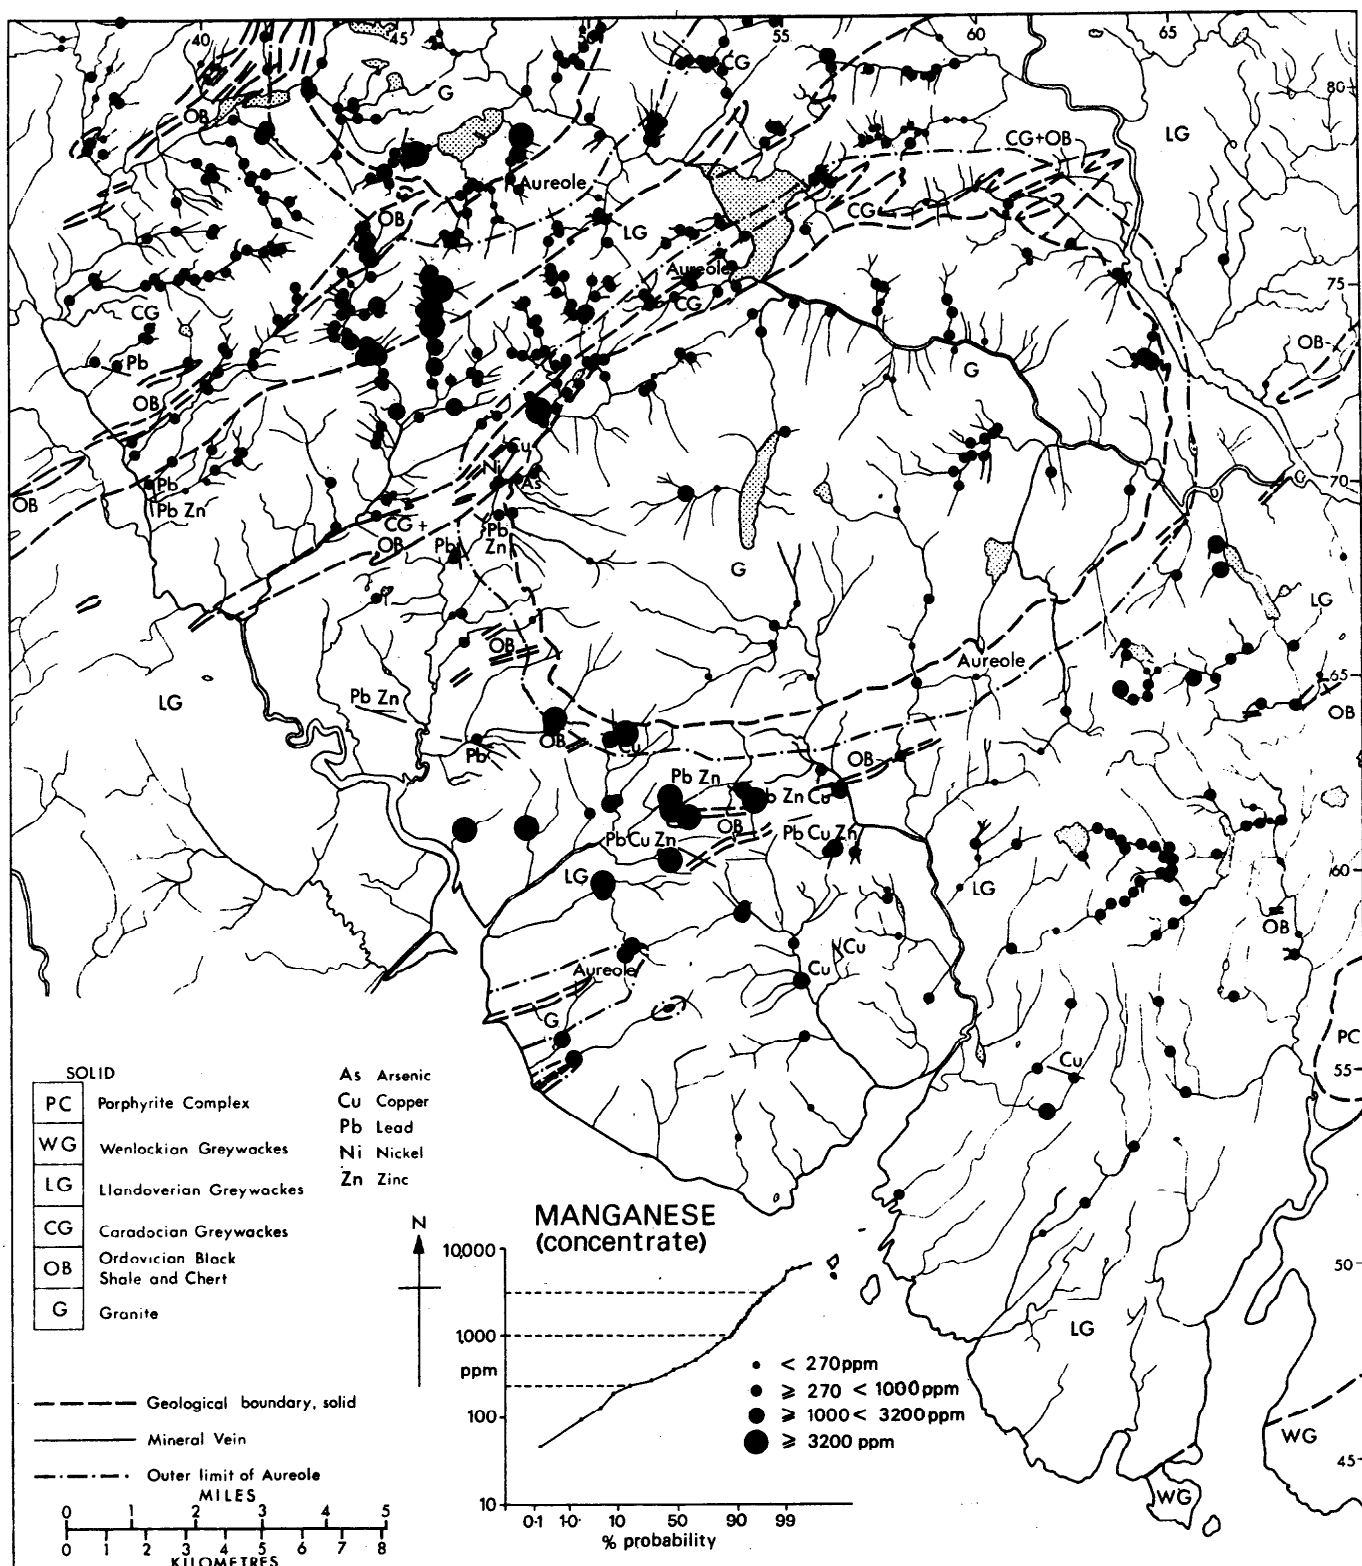 40 45 50 55 60 65
80
CG
G
OB
LG
CG+OB
Aureole
CG
OB
LG
Aureole
75
CG
CG
OB
Pb
G
OB
Cu
Ni
As
70
G
Pb
OB
Pb Zn
CG +
Pb
Zn
OB
Pb
G
LG
OB
Aureole
65
LG
Pb Zn
OB
OB
Cu
Pb
OB
Pb Zn
Pb Zn Cu
OB
Pb Cu Zn
Pb Cu Zn
60
LG
LG
OB
Cu
Aureole
Cu
G
PC
Cu
55
SOLID
PC Porphyrite Complex
WG Wenlockian Greywackes
LG Llandoverian Greywackes
CG Caradocian Greywackes
OB Ordovician Black
Shale and Chert
G Granite
As Arsenic
Cu Copper
Pb Lead
Ni Nickel
Zn Zinc
N
MANGANESE
(concentrate)
10,000
1,000
ppm
100
10
0·1 1·0 10 50 90 99
% probability
< 270ppm
⩾ 270 < 1000ppm
⩾ 1000 < 3200ppm
⩾ 3200 ppm
50
LG
WG
45
WG
Geological boundary, solid
Mineral Vein
Outer limit of Aureole
MILES
0 1 2 3 4 5
0 1 2 3 4 5 6 7 8
KILOMETRES